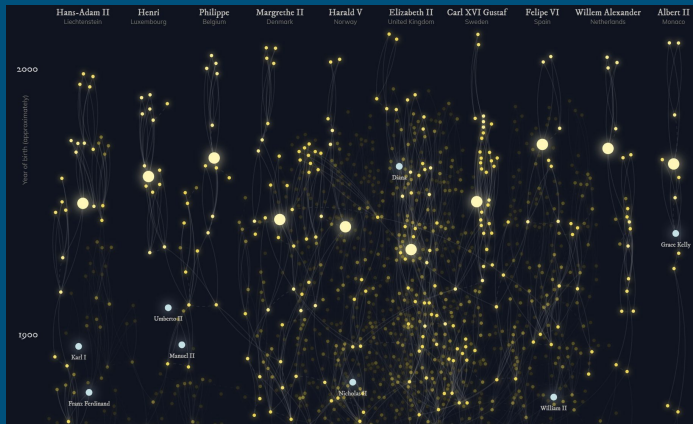 Hans-Adam II
Liechtenstein
Henri
Luxembourg
Philippe
Belgium
Margrethe II
Denmark
Harald V
Norway
Elizabeth II
United Kingdom
Carl XVI Gustaf
Sweden
Felipe VI
Spain
Willem Alexander
Netherlands
Albert II
Monaco
2000
Year of birth (approximately)
Diana
Grace Kelly
Umberto II
1900
Manuel II
Karl I
Nicholas II
Franz Ferdinand
William II